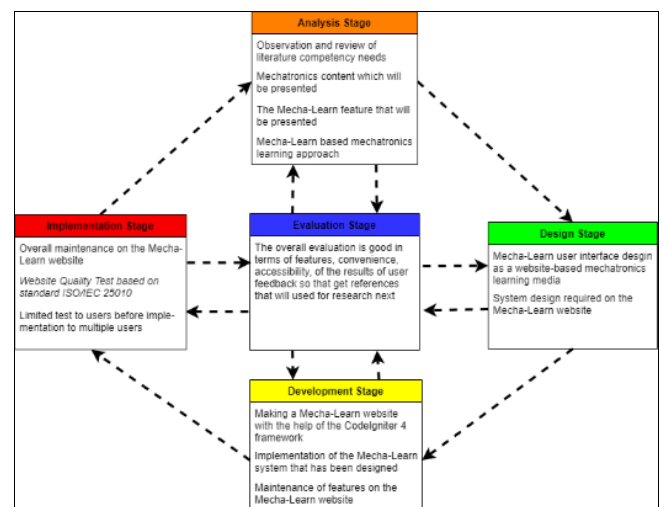 Analysis Stage
Observation and review of
literature competency needs
Mechatronics content which will
be presented
The Mecha-Learn feature that will
be presented
Mecha-Learn based mechatronics
learning approach
Implementation Stage
Overall maintenance on the Mecha-
Learn website
Website Quality Test based on
standard ISO/IEC 25010
Limited test to users before imple-
mentation to multiple users
Evaluation Stage
The overall evaluation is good in
terms of features, convenience,
accessibility, of the results of user
feedback so that get references
that will used for research next
Design Stage
Mecha-Learn user interface desgin
as a website-based mechatronics
learning media
System design required on the
Mecha-Learn website
Development Stage
Making a Mecha-Learn website
with the help of the CodeIgniter 4
framework
Implementation of the Mecha-Learn
system that has been designed
Maintenance of features on the
Mecha-Learn website